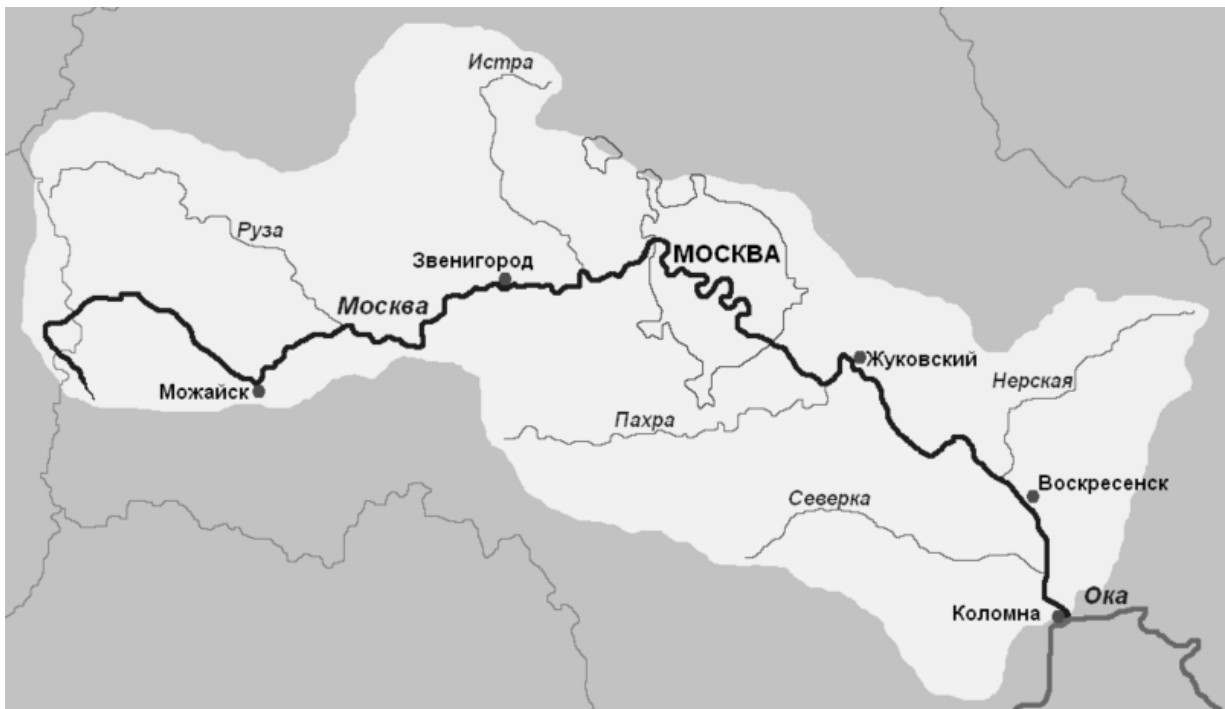 Истра
Руза
Звенигород
МОСКВА
Москва
Можайск
Жуковский
Нерская
Пахра
Воскресенск
Северка
Ока
Коломна